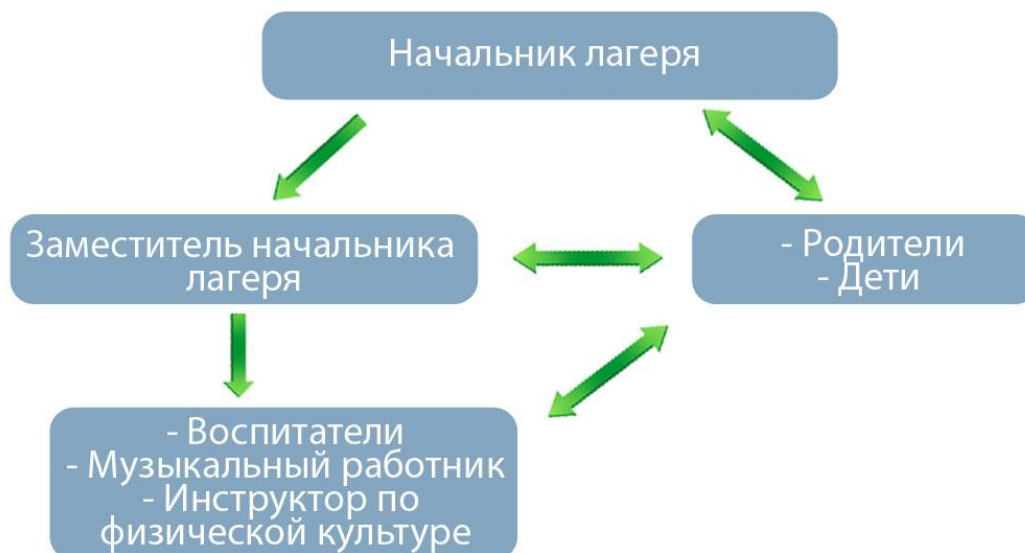 Начальник лагеря
Заместитель начальника
лагеря
- Родители
- Дети
- Воспитатели
- Музыкальный работник
- Инструктор по
физической культуре